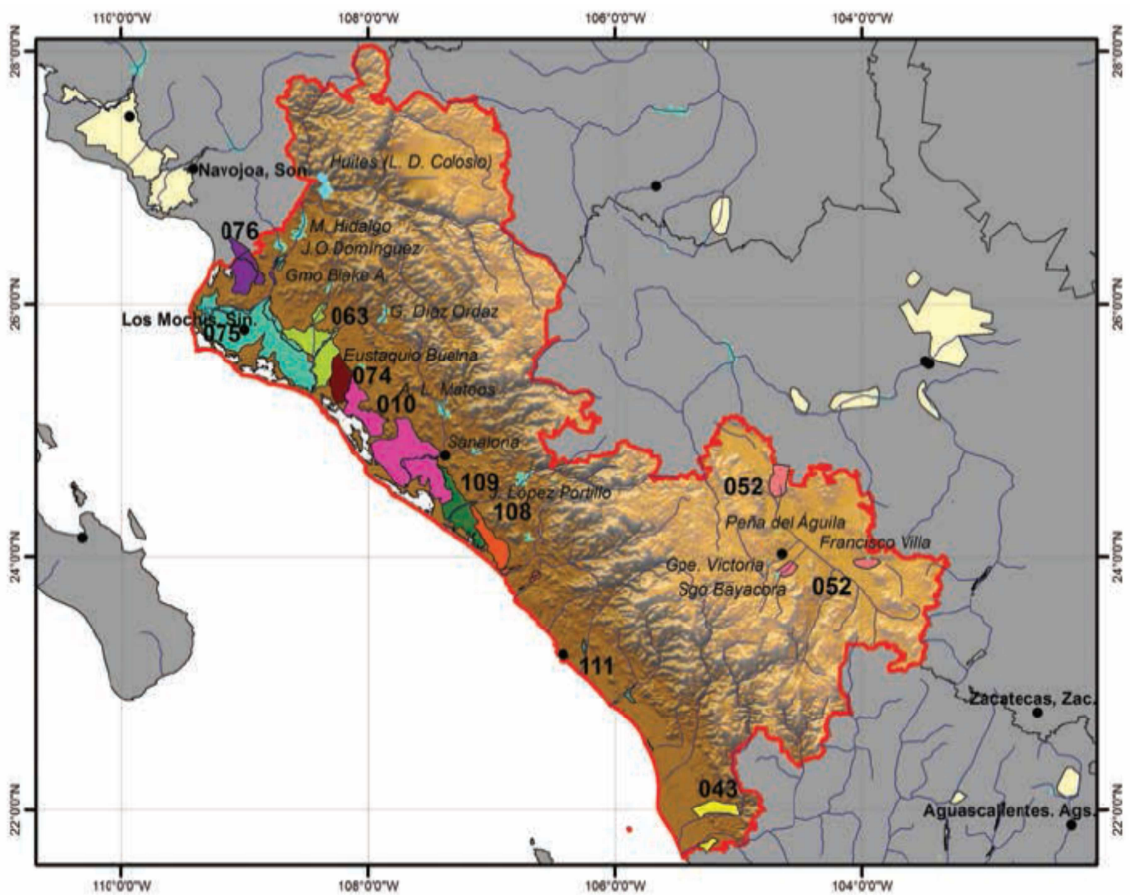 110°0'0"W 108°0'0"W 106°0'0"W 104°0'0"W
28°0'0"N 28°0'0"N
Huites (L. D. Colosio)
Navojoa, Son.
M. Hidalgo
076
J.O Dominguez
Gmo Blake A.
26°0'0"N 26°0'0"N
063
G. Díaz Ordaz
Los Mochis, Sin.
075
Eustaquio Buelna
074
A. L. Mateos
010
Sanalona
109
J. López Portillo
052
108
Peña del Águila
Francisco Villa
24°0'0"N 24°0'0"N
Gpe. Victoria
Sgo Bayacora
052
111
Zacatecas, Zac.
043
22°0'0"N 22°0'0"N
Aguascalientes. Ags.
110°0'0"W 108°0'0"W 106°0'0"W 104°0'0"W